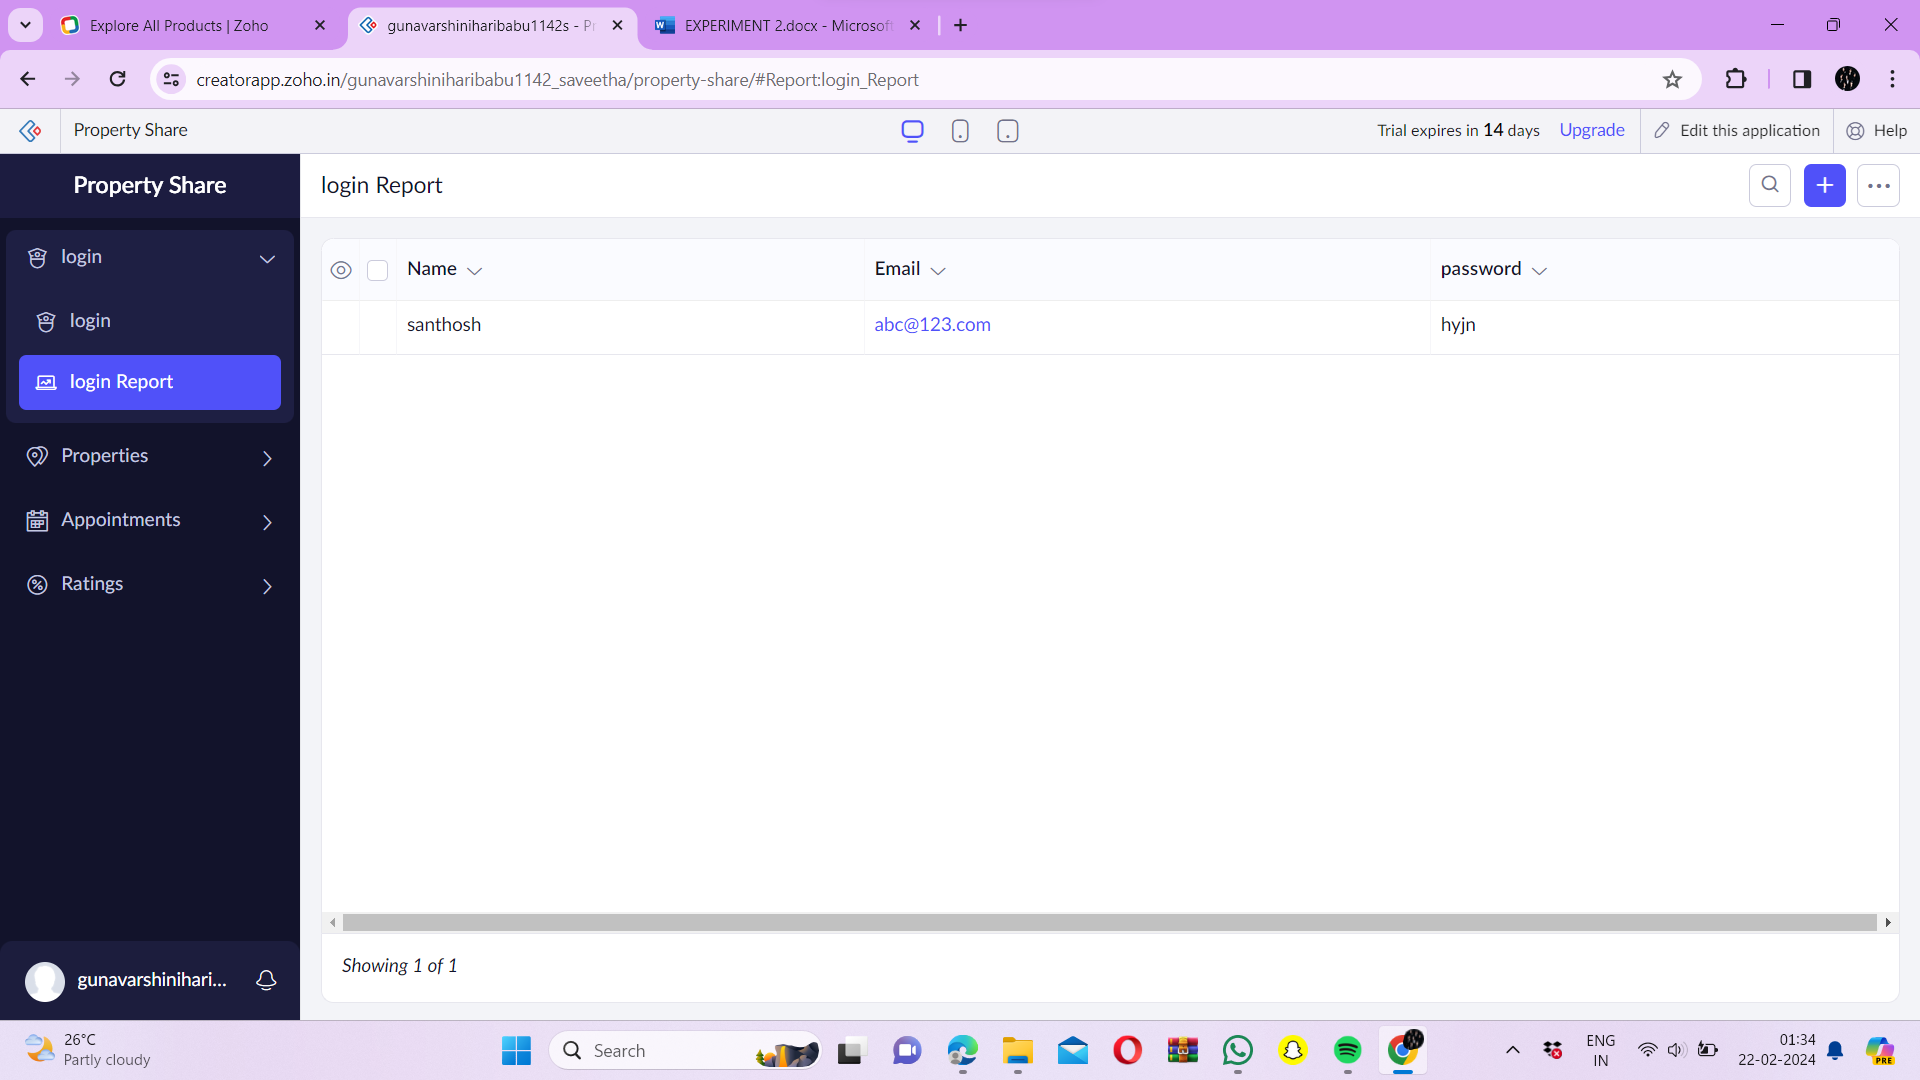 Explore All Products | Zoho
gunavarshiniharibabu1142s - Pr
EXPERIMENT 2.docx - Microsoft
creatorapp.zoho.in/gunavarshiniharibabu1142_saveetha/property-share/#Report:login_Report
Property Share
Trial expires in 14 days
Upgrade
Edit this application
Help
Property Share
login Report
login
login
login Report
Properties
Appointments
Ratings
Name
Email
password
santhosh
abc@123.com
hyjn
Showing 1 of 1
gunavarshinihari...
26°C
Partly cloudy
Search
ENG
IN
01:34
22-02-2024
PRE